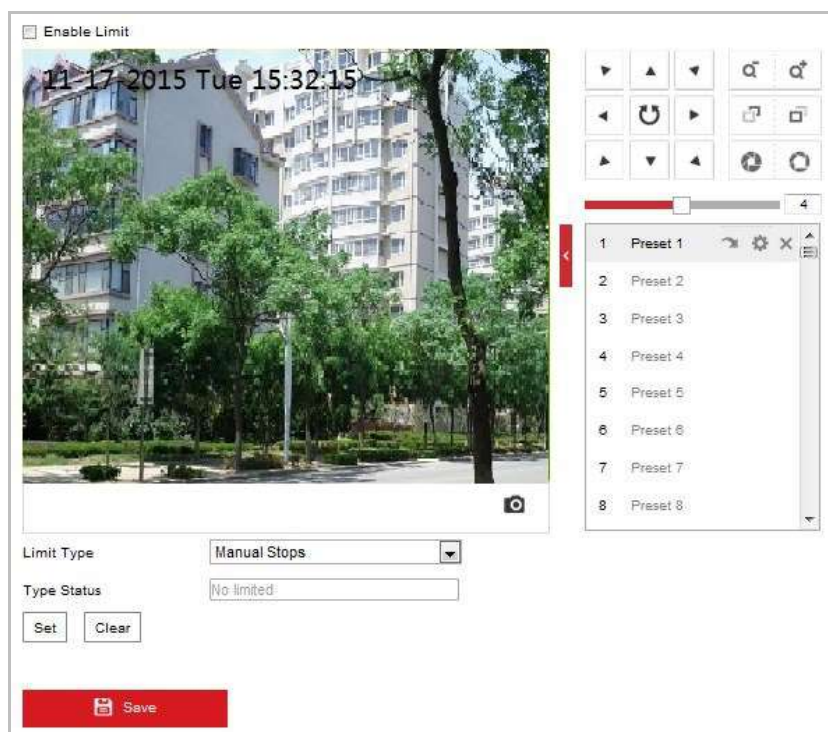 Enable Limit
11-17-2015 Tue 15:32:15
4
1 Preset 1
2 Preset 2
3 Preset 3
4 Preset 4
5 Preset 5
6 Preset 6
7 Preset 7
8 Preset 8
Limit Type Manual Stops
Type Status No limited
Set Clear
Save